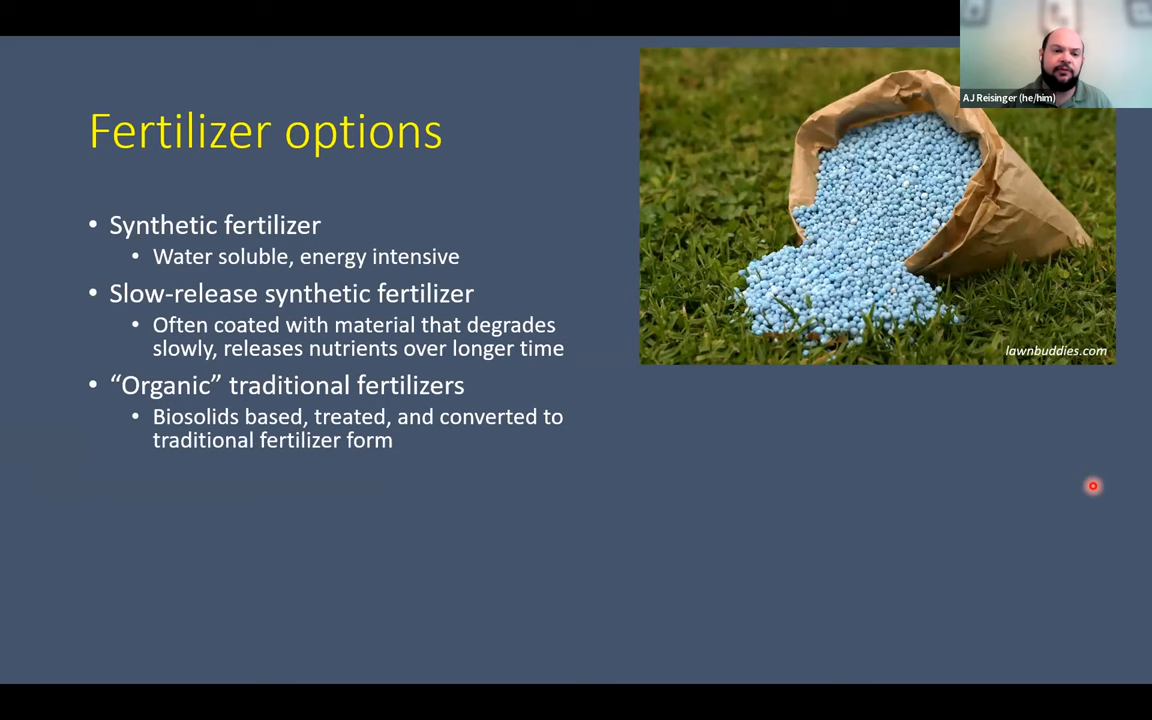 AJ Reisinger (he/him)
Fertilizer options
• Synthetic fertilizer
• Water soluble, energy intensive
• Slow-release synthetic fertilizer
• Often coated with material that degrades
slowly, releases nutrients over longer time
• “Organic” traditional fertilizers
• Biosolids based, treated, and converted to
traditional fertilizer form
lawnbuddies.com